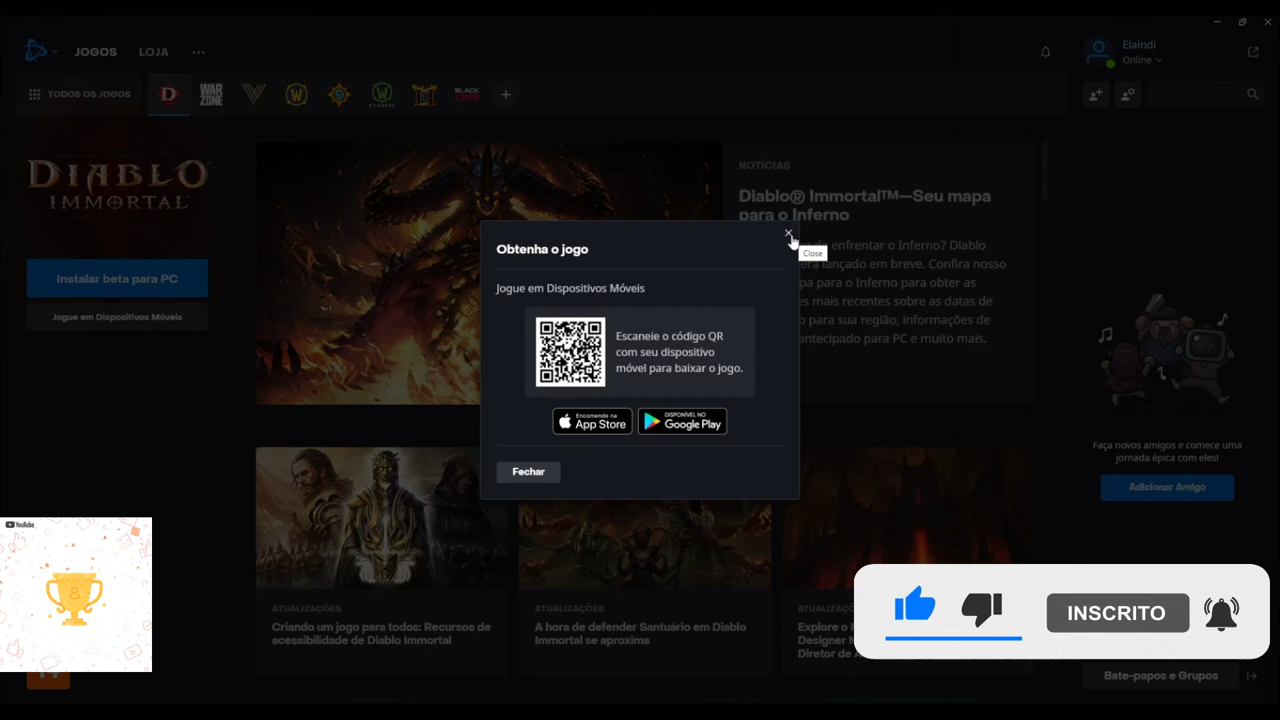 JOGOS
LOJA
Elaindi
Online
TODOS OS JOGOS
WAR
ZONE
DIABLO
IMMORTAL
Instalar beta para PC
Jogue em Dispositivos Móveis
NOTÍCIAS
Diablo® Immortal™—Seu mapa
para o Inferno
de enfrentar o Inferno? Diablo
será lançado em breve. Confira nosso
para o Inferno para obter as
mais recentes sobre as datas de
para sua região, informações de
antecipado para PC e muito mais.
Obtenha o jogo
Close
Jogue em Dispositivos Móveis
Escaneie o código QR
com seu dispositivo
móvel para baixar o jogo.
Encomende na
App Store
DISPONÍVEL NO
Google Play
Fechar
Faça novos amigos e comece uma
jornada épica com eles!
Adicionar Amigo
YouTube
ATUALIZAÇÕES
Criando um jogo para todos: Recursos de
acessibilidade de Diablo Immortal
ATUALIZAÇÕES
A hora de defender Santuário em Diablo
Immortal se aproxima
Explore o
Designer
Diretor de
INSCRITO
Bate-papos e Grupos